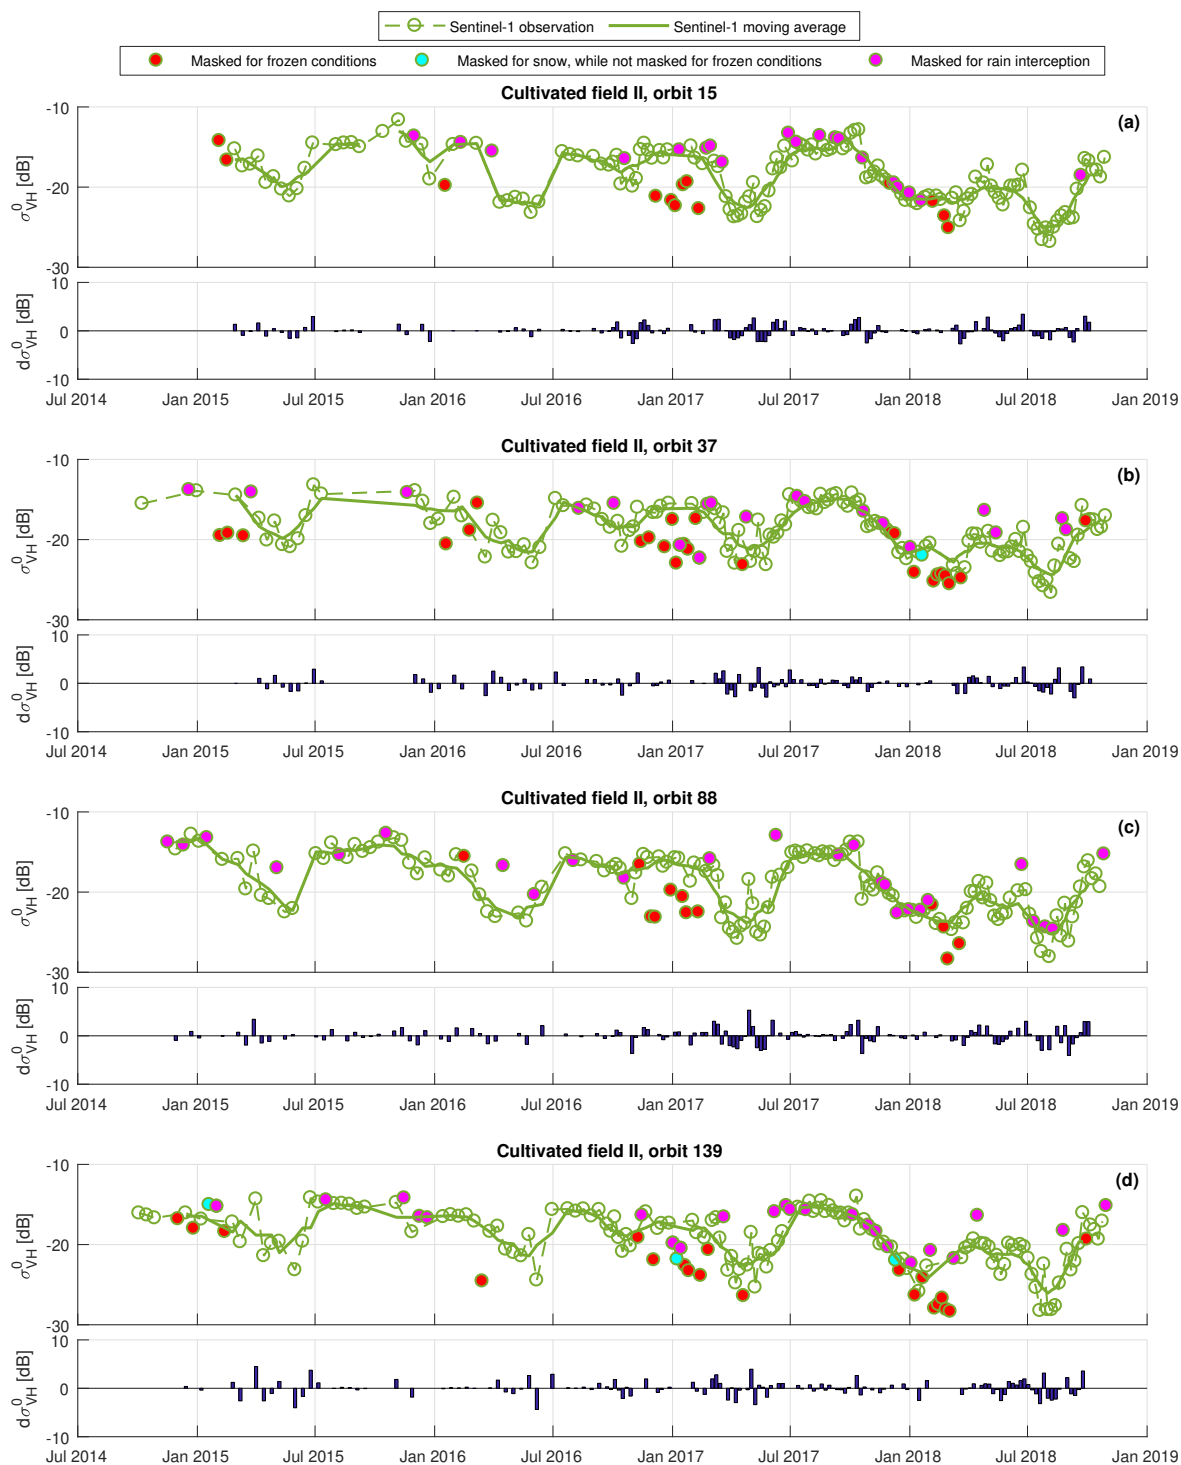 Sentinel-1 observation Sentinel-1 moving average
Masked for frozen conditions Masked for snow, while not masked for frozen conditions Masked for rain interception
Cultivated field II, orbit 15
(a)
-10
-20
-30
σ⁰VH [dB]
10
0
-10
dσ⁰VH [dB]
Jul 2014 Jan 2015 Jul 2015 Jan 2016 Jul 2016 Jan 2017 Jul 2017 Jan 2018 Jul 2018 Jan 2019
Cultivated field II, orbit 37
(b)
-10
-20
-30
σ⁰VH [dB]
10
0
-10
dσ⁰VH [dB]
Jul 2014 Jan 2015 Jul 2015 Jan 2016 Jul 2016 Jan 2017 Jul 2017 Jan 2018 Jul 2018 Jan 2019
Cultivated field II, orbit 88
(c)
-10
-20
-30
σ⁰VH [dB]
10
0
-10
dσ⁰VH [dB]
Jul 2014 Jan 2015 Jul 2015 Jan 2016 Jul 2016 Jan 2017 Jul 2017 Jan 2018 Jul 2018 Jan 2019
Cultivated field II, orbit 139
(d)
-10
-20
-30
σ⁰VH [dB]
10
0
-10
dσ⁰VH [dB]
Jul 2014 Jan 2015 Jul 2015 Jan 2016 Jul 2016 Jan 2017 Jul 2017 Jan 2018 Jul 2018 Jan 2019